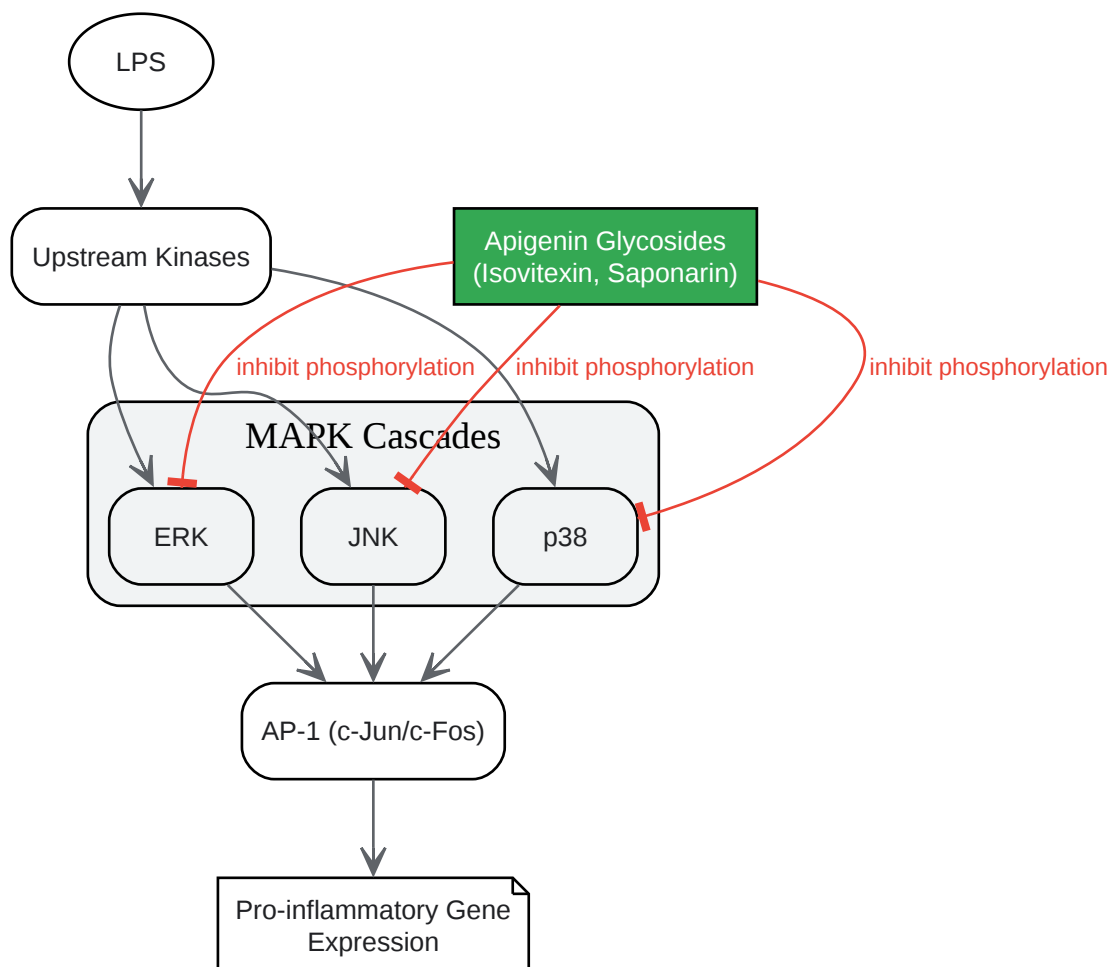 LPS
Upstream Kinases
Apigenin Glycosides
(Isovitexin, Saponarin)
inhibit phosphorylation
inhibit phosphorylation
inhibit phosphorylation
MAPK Cascades
ERK
JNK
p38
AP-1 (c-Jun/c-Fos)
Pro-inflammatory Gene
Expression